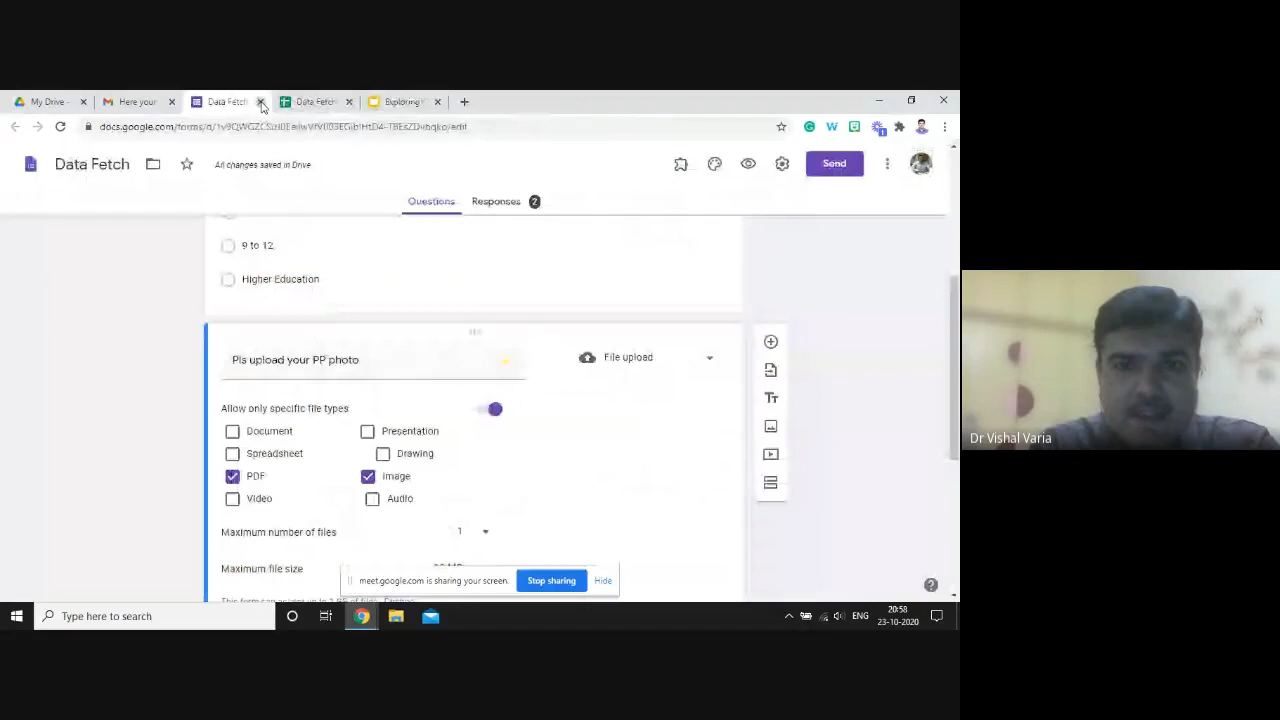 My Drive -
Here your
Data Fetch
Data Fetch
Exploring
Data Fetch
All changes saved in Drive
Send
Questions
Responses 2
9 to 12
Higher Education
Pls upload your PP photo
File upload
Allow only specific file types
Document
Presentation
Spreadsheet
Drawing
PDF
Image
Video
Audio
Maximum number of files
1
Maximum file size
meet.google.com is sharing your screen.
Stop sharing
Hide
Type here to search
ENG
20:58
23-10-2020
Dr Vishal Varia